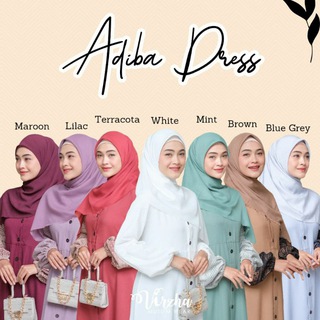 Adiba Dress
Maroon
Lilac
Terracota
White
Mint
Brown
Blue Grey